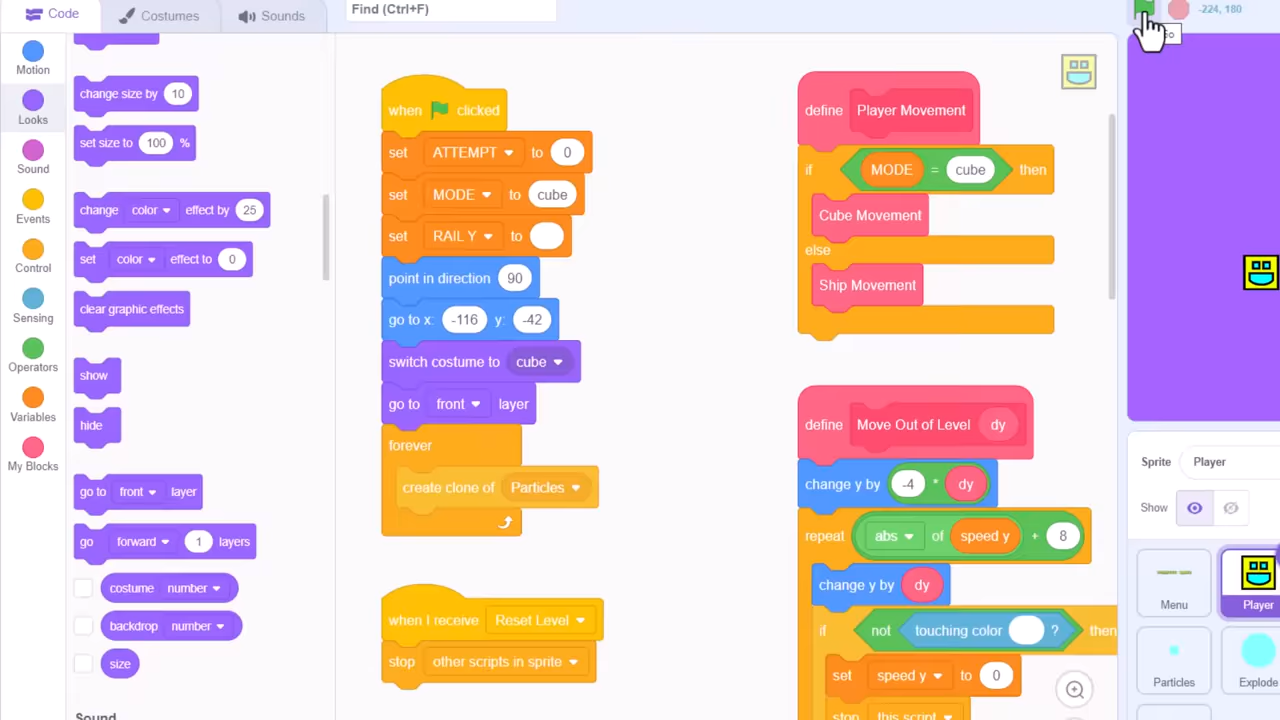 Code
Costumes
Sounds
Find (Ctrl+F)
-224, 180
Motion
Looks
Sound
Events
Control
Sensing
Operators
Variables
My Blocks
change size by 10
set size to 100 %
change color effect by 25
set color effect to 0
clear graphic effects
show
hide
go to front layer
go forward 1 layers
costume number
backdrop number
size
Sound
when clicked
set ATTEMPT to 0
set MODE to cube
set RAIL Y to
point in direction 90
go to x: -116 y: -42
switch costume to cube
go to front layer
forever
create clone of Particles
when I receive Reset Level
stop other scripts in sprite
define Player Movement
if MODE = cube then
Cube Movement
else
Ship Movement
define Move Out of Level dy
change y by -4 * dy
repeat abs of speed y + 8
change y by dy
if not touching color ? then
set speed y to 0
stop this script
Sprite Player
Show
Menu
Player
Particles
Explode